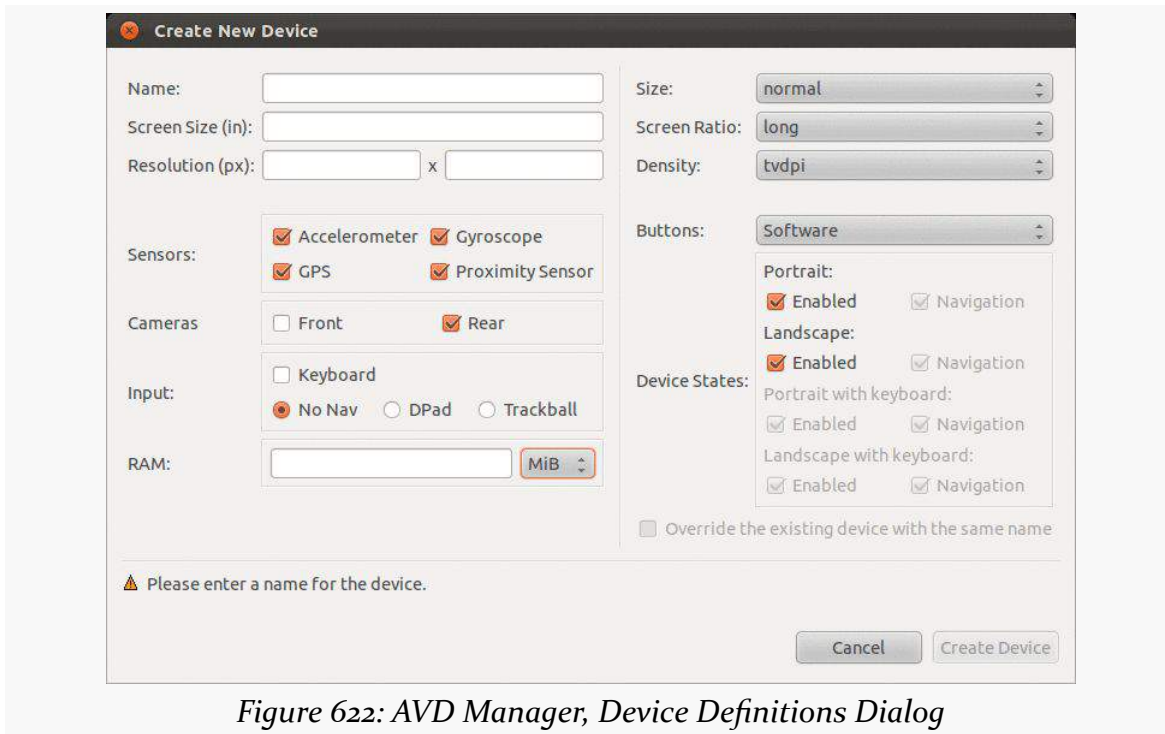 Create New Device
Name:
Screen Size (in):
Resolution (px): x
Sensors:
Accelerometer Gyroscope
GPS Proximity Sensor
Cameras
Front Rear
Input:
Keyboard
No Nav DPad Trackball
RAM:
MiB
Size: normal
Screen Ratio: long
Density: tvdpi
Buttons: Software
Device States:
Portrait:
Enabled Navigation
Landscape:
Enabled Navigation
Portrait with keyboard:
Enabled Navigation
Landscape with keyboard:
Enabled Navigation
Override the existing device with the same name
Please enter a name for the device.
Cancel Create Device
Figure 622: AVD Manager, Device Definitions Dialog